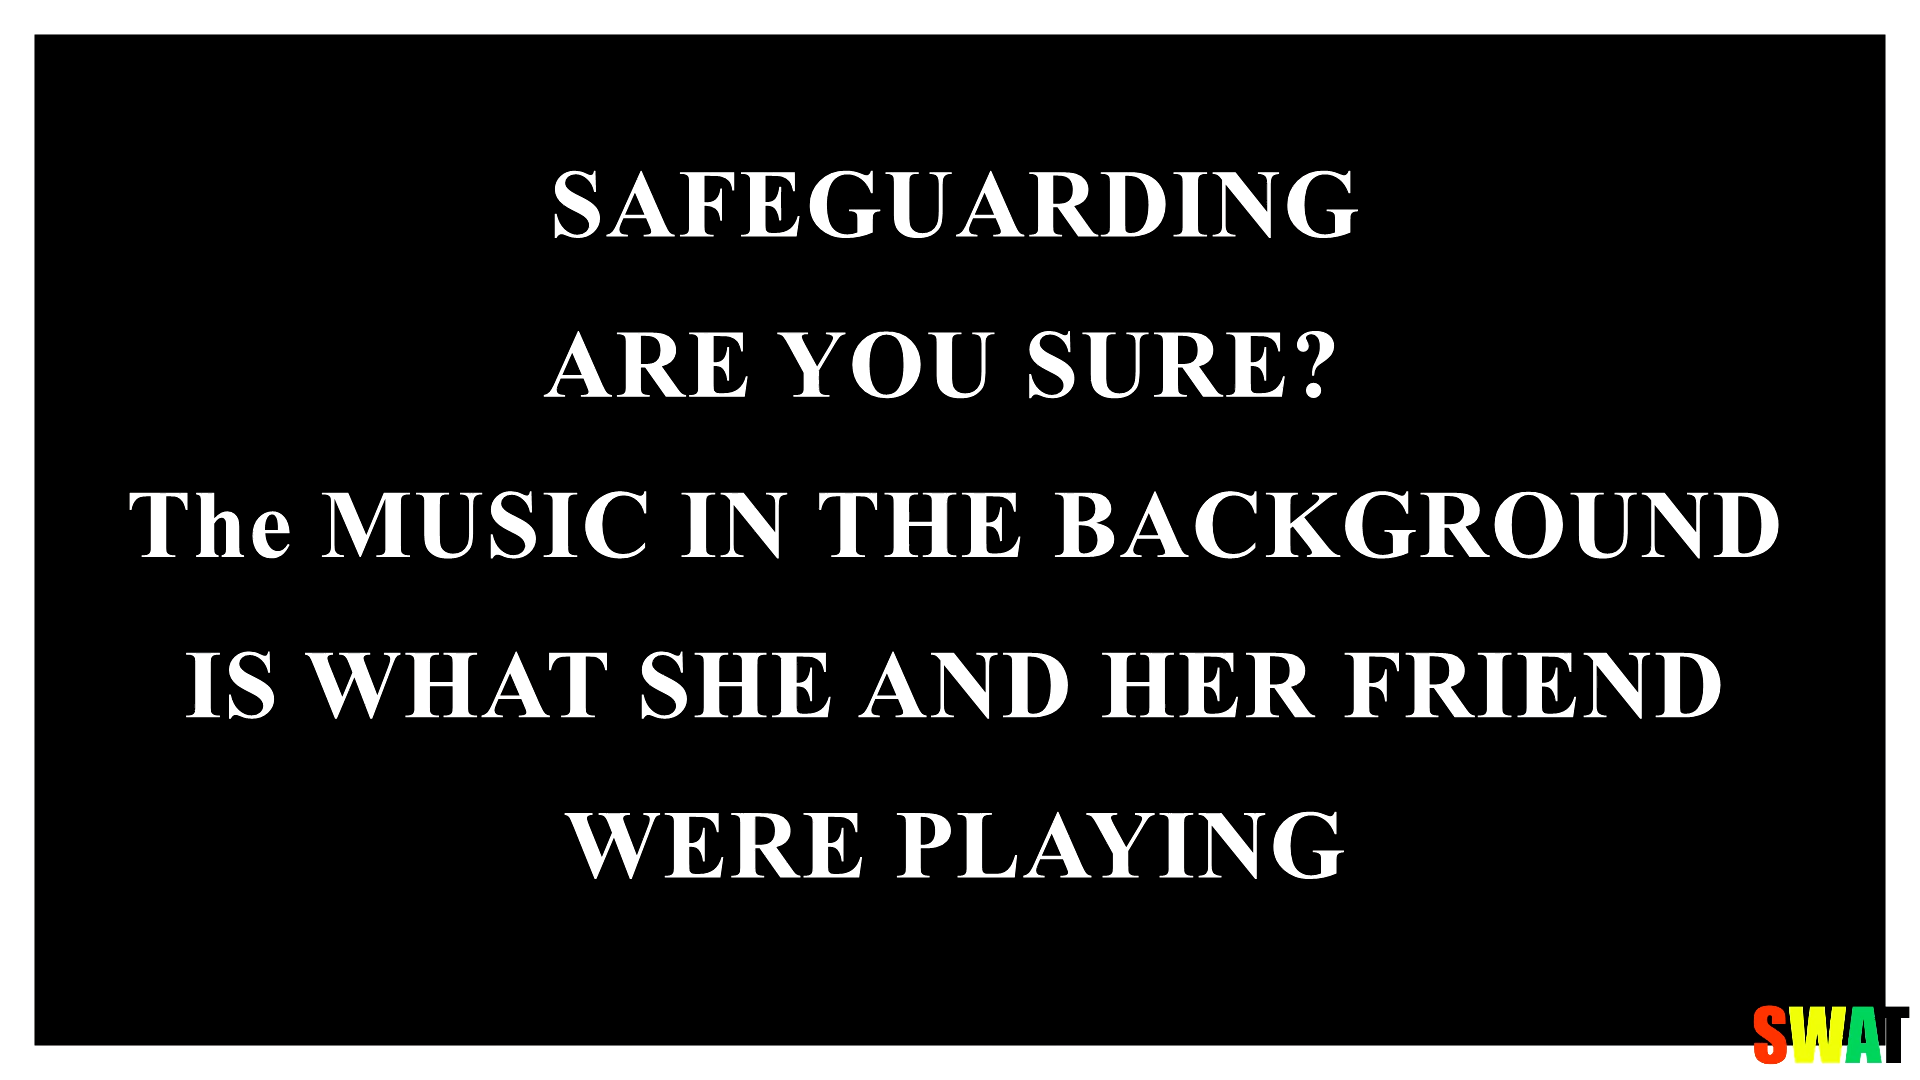 SAFEGUARDING
ARE YOU SURE?
The MUSIC IN THE BACKGROUND
IS WHAT SHE AND HER FRIEND
WERE PLAYING
SWAT